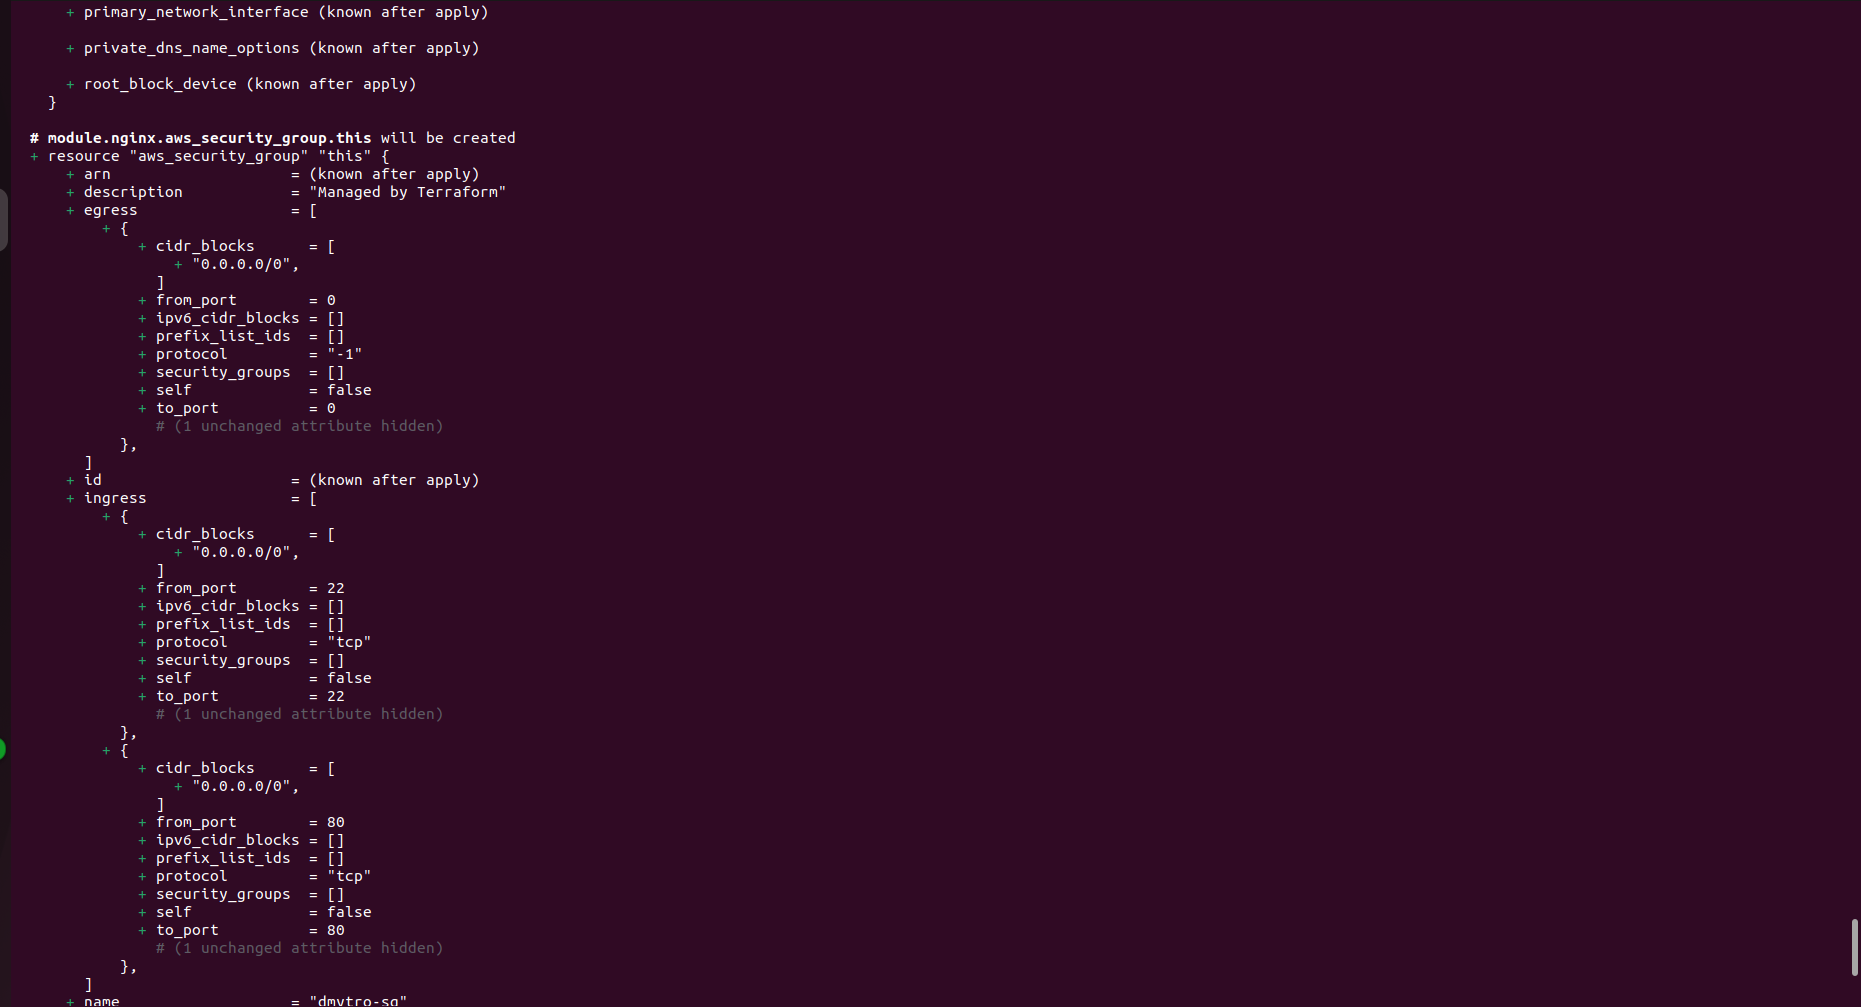 + primary_network_interface (known after apply)
+ private_dns_name_options (known after apply)
+ root_block_device (known after apply)
}
# module.nginx.aws_security_group.this will be created
+ resource "aws_security_group" "this" {
+ arn = (known after apply)
+ description = "Managed by Terraform"
+ egress = [
+ {
+ cidr_blocks = [
+ "0.0.0.0/0",
]
+ from_port = 0
+ ipv6_cidr_blocks = []
+ prefix_list_ids = []
+ protocol = "-1"
+ security_groups = []
+ self = false
+ to_port = 0
# (1 unchanged attribute hidden)
},
]
+ id = (known after apply)
+ ingress = [
+ {
+ cidr_blocks = [
+ "0.0.0.0/0",
]
+ from_port = 22
+ ipv6_cidr_blocks = []
+ prefix_list_ids = []
+ protocol = "tcp"
+ security_groups = []
+ self = false
+ to_port = 22
# (1 unchanged attribute hidden)
},
+ {
+ cidr_blocks = [
+ "0.0.0.0/0",
]
+ from_port = 80
+ ipv6_cidr_blocks = []
+ prefix_list_ids = []
+ protocol = "tcp"
+ security_groups = []
+ self = false
+ to_port = 80
# (1 unchanged attribute hidden)
},
]
+ name = "dmytro-sg"